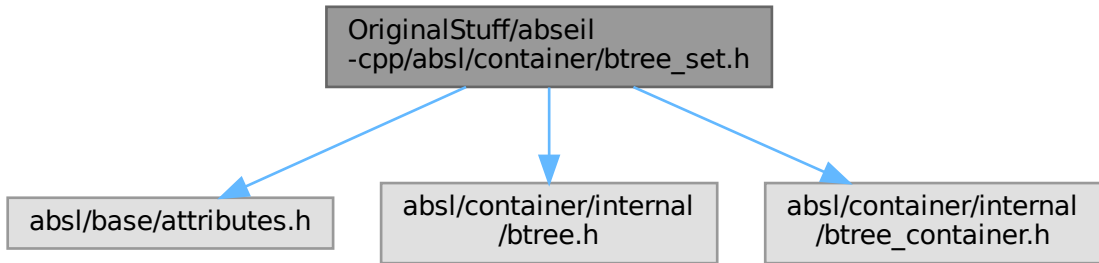 OriginalStuff/abseil
-cpp/absl/container/btree_set.h
absl/base/attributes.h
absl/container/internal
/btree.h
absl/container/internal
/btree_container.h